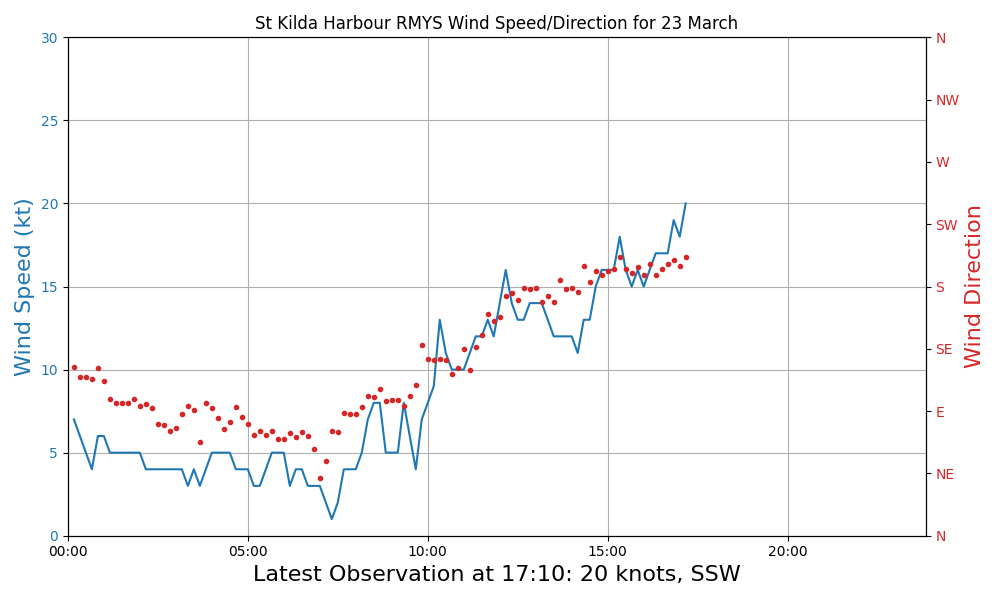 St Kilda Harbour RMYS Wind Speed/Direction for 23 March
Wind Speed (kt)
30
25
20
15
10
5
0
N
NW
W
SW
S
SE
E
NE
N
Wind Direction
00:00 05:00 10:00 15:00 20:00
Latest Observation at 17:10: 20 knots, SSW